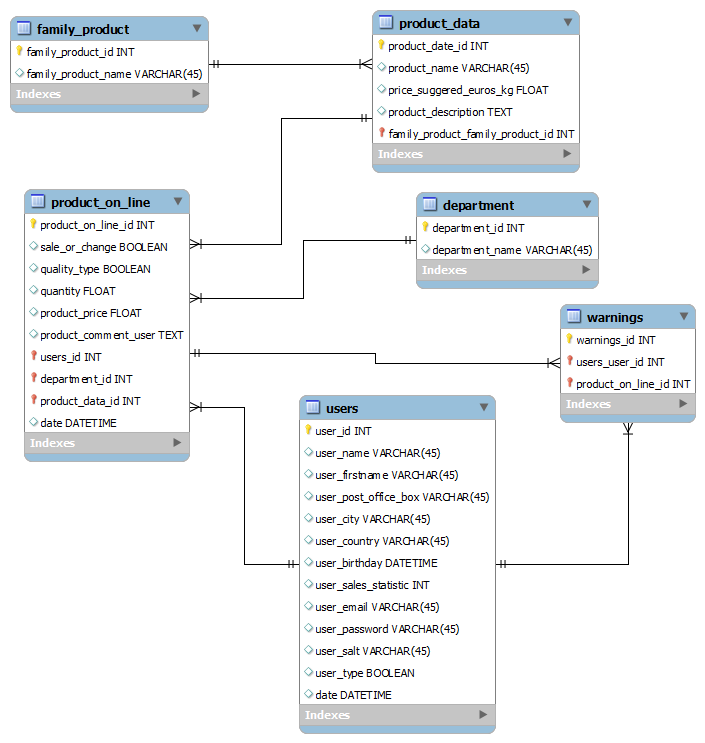 family_product
family_product_id INT
family_product_name VARCHAR(45)
Indexes
product_data
product_date_id INT
product_name VARCHAR(45)
price_suggered_euros_kg FLOAT
product_description TEXT
family_product_family_product_id INT
Indexes
product_on_line
product_on_line_id INT
sale_or_change BOOLEAN
quality_type BOOLEAN
quantity FLOAT
product_price FLOAT
product_comment_user TEXT
users_id INT
department_id INT
product_data_id INT
date DATETIME
Indexes
department
department_id INT
department_name VARCHAR(45)
Indexes
warnings
warnings_id INT
users_user_id INT
product_on_line_id INT
Indexes
users
user_id INT
user_name VARCHAR(45)
user_firstname VARCHAR(45)
user_post_office_box VARCHAR(45)
user_city VARCHAR(45)
user_country VARCHAR(45)
user_birthday DATETIME
user_sales_statistic INT
user_email VARCHAR(45)
user_password VARCHAR(45)
user_salt VARCHAR(45)
user_type BOOLEAN
date DATETIME
Indexes